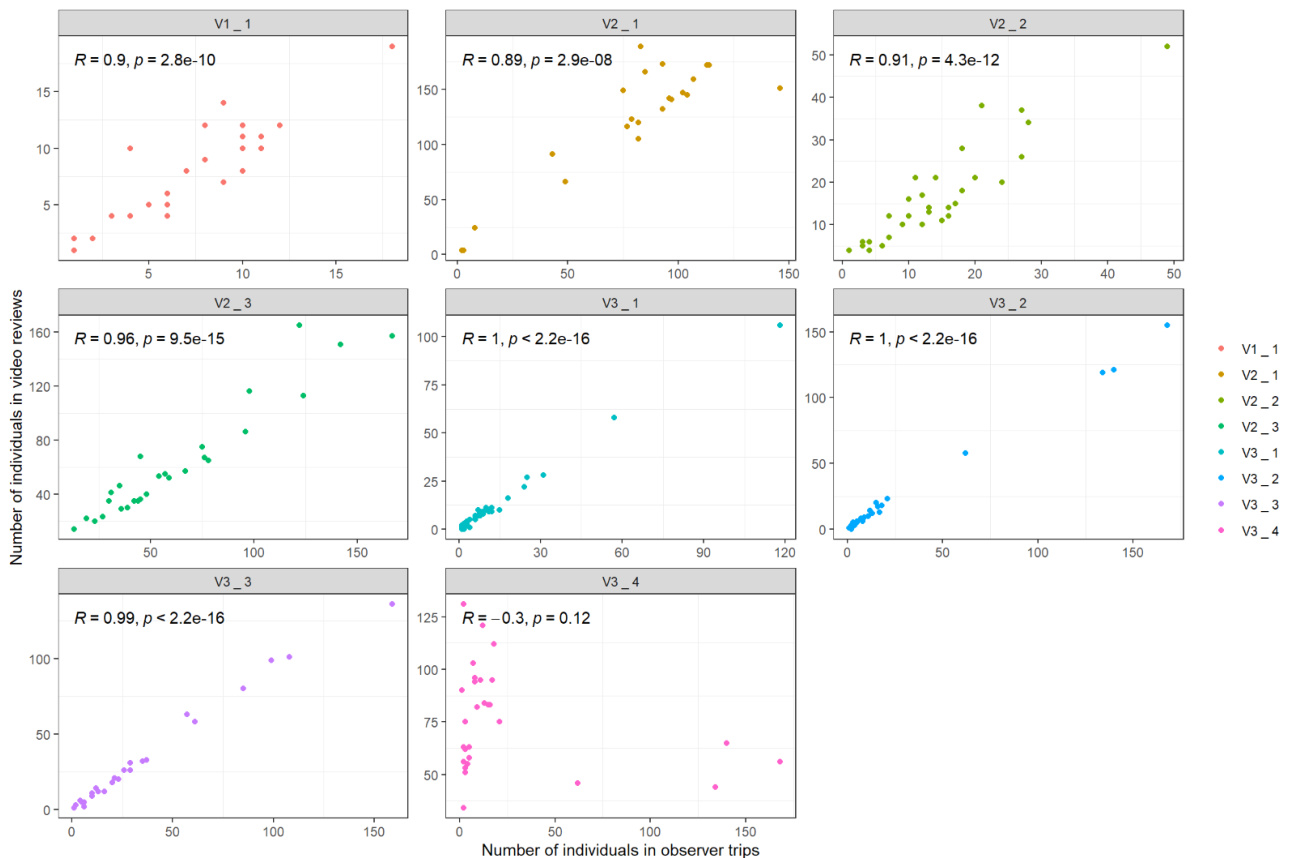 V1 _ 1
R = 0.9, p = 2.8e-10
15
10
5
5 10 15
V2 _ 1
R = 0.89, p = 2.9e-08
150
100
50
0
0 50 100 150
V2 _ 2
R = 0.91, p = 4.3e-12
50
40
30
20
10
0 10 20 30 40 50
V2 _ 3
R = 0.96, p = 9.5e-15
160
120
80
40
50 100 150
V3 _ 1
R = 1, p < 2.2e-16
100
75
50
25
0
0 30 60 90 120
V3 _ 2
R = 1, p < 2.2e-16
150
100
50
0
0 50 100 150
V3 _ 3
R = 0.99, p < 2.2e-16
100
50
0
0 50 100 150
V3 _ 4
R = −0.3, p = 0.12
125
100
75
50
0 50 100 150
Number of individuals in video reviews
Number of individuals in observer trips
V1 _ 1
V2 _ 1
V2 _ 2
V2 _ 3
V3 _ 1
V3 _ 2
V3 _ 3
V3 _ 4